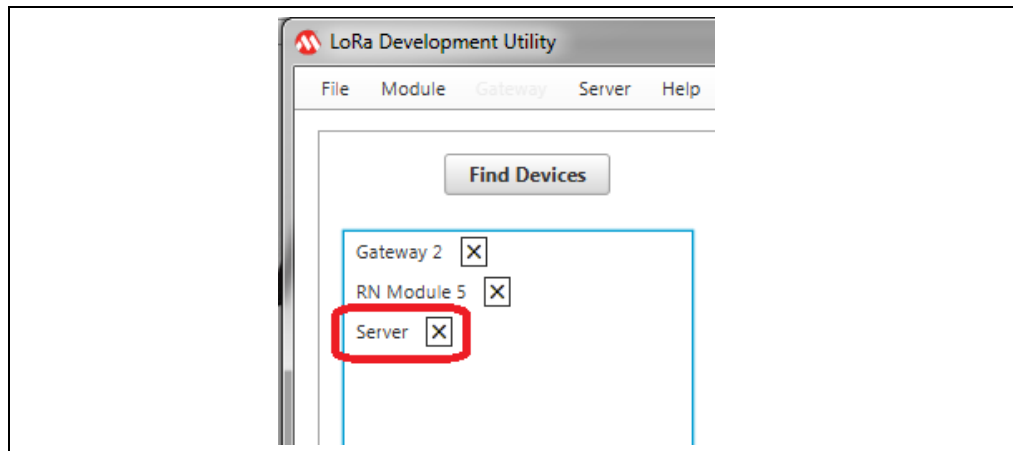 LoRa Development Utility
File Module Gateway Server Help
Find Devices
Gateway 2
RN Module 5
Server